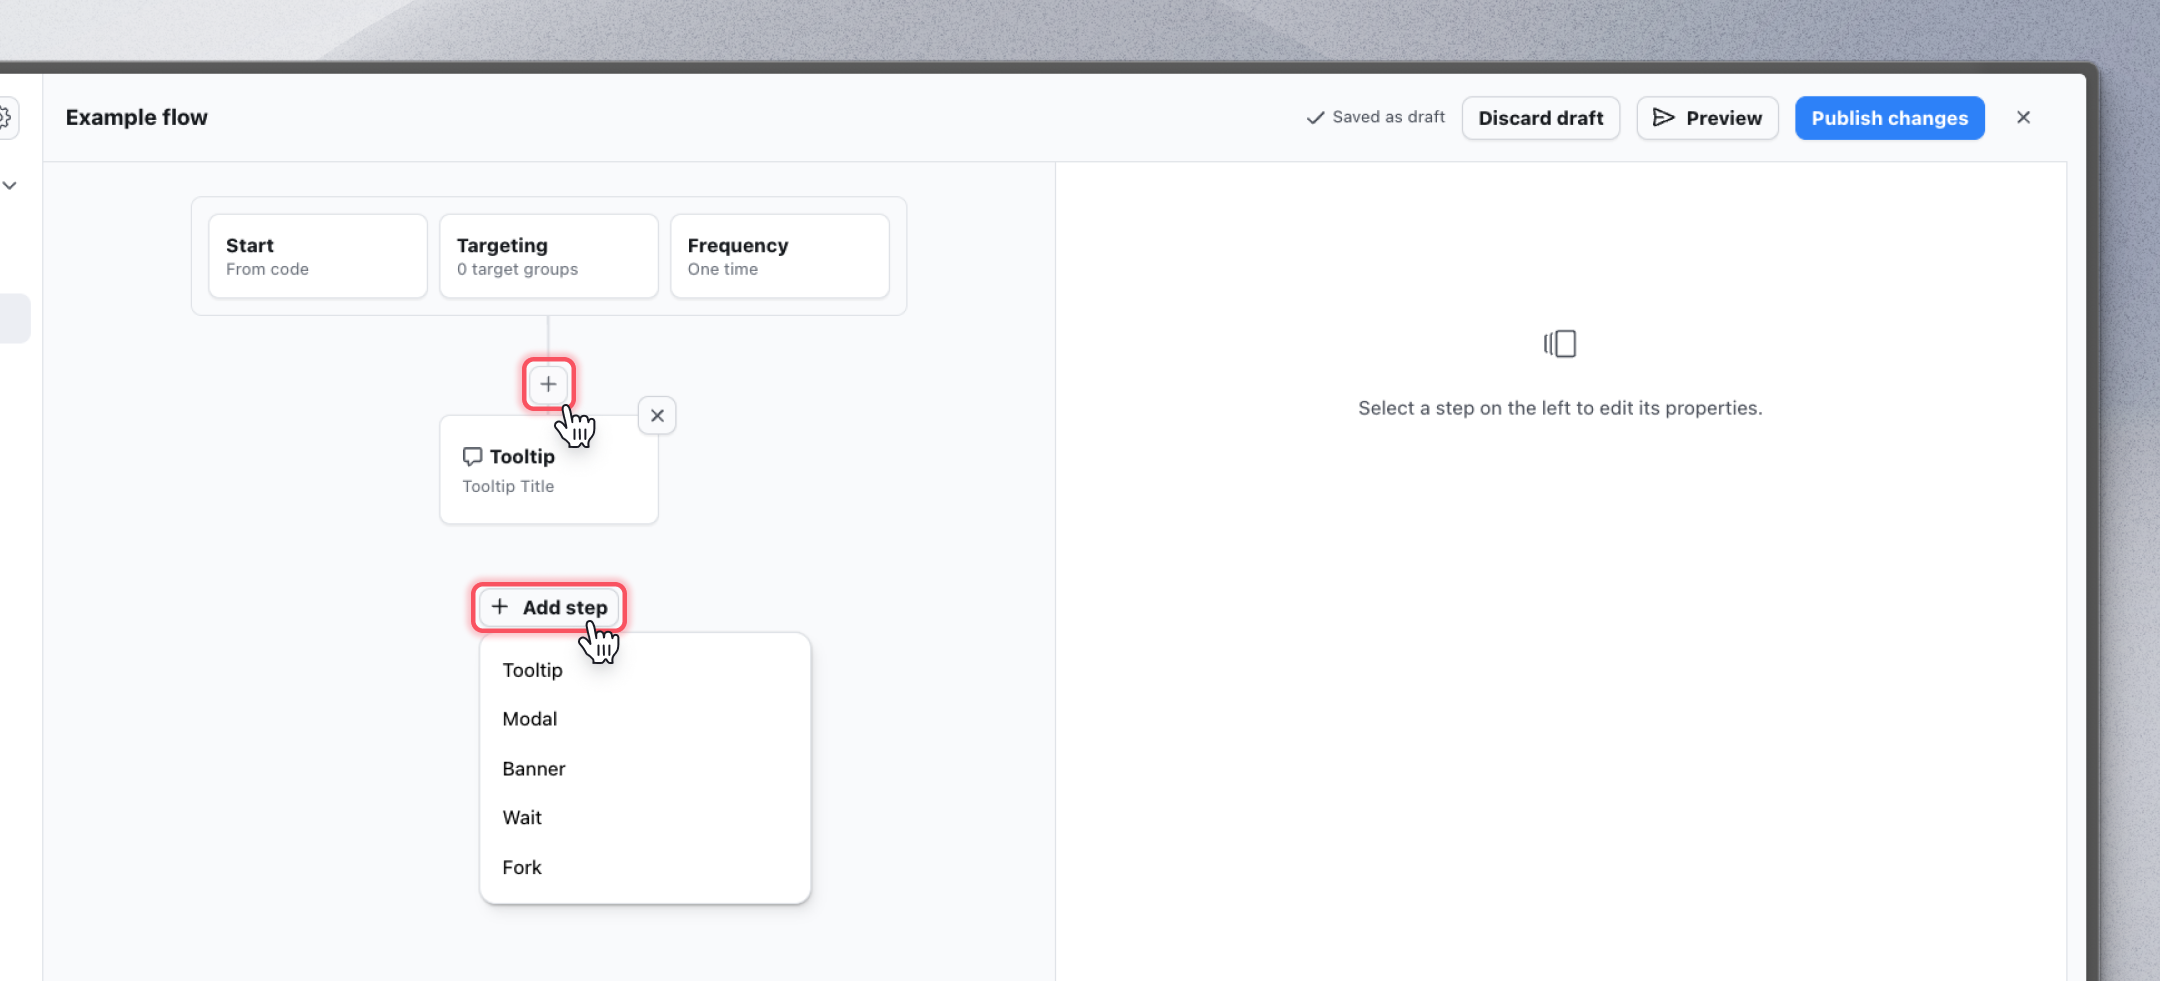 Example flow
Saved as draft
Discard draft
Preview
Publish changes
Start
From code
Targeting
0 target groups
Frequency
One time
Tooltip
Tooltip Title
Select a step on the left to edit its properties.
Add step
Tooltip
Modal
Banner
Wait
Fork